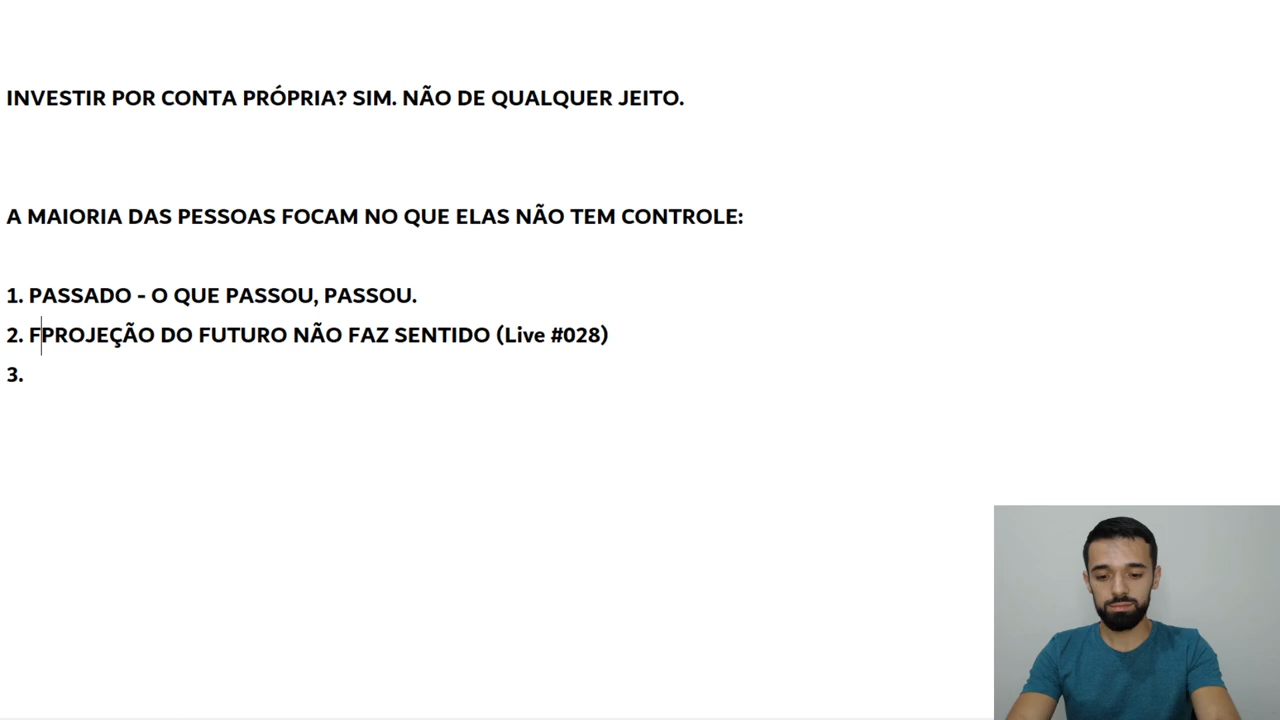 INVESTIR POR CONTA PRÓPRIA? SIM. NÃO DE QUALQUER JEITO.
A MAIORIA DAS PESSOAS FOCAM NO QUE ELAS NÃO TEM CONTROLE:
1. PASSADO - O QUE PASSOU, PASSOU.
2. FPROJEÇÃO DO FUTURO NÃO FAZ SENTIDO (Live #028)
3.